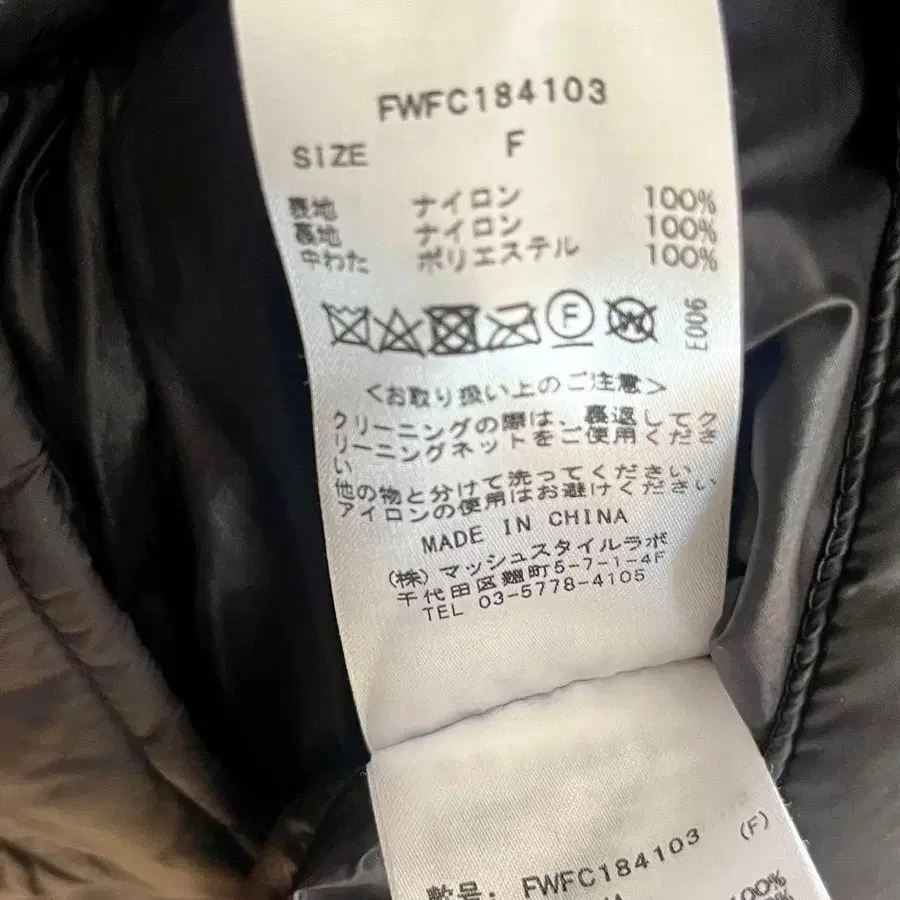 FWFC184103
SIZE F
表地 ナイロン 100%
裏地 ナイロン 100%
中わた ポリエステル 100%
F W
E006
<お取り扱い上のご注意>
クリーニングの際は、裏返してク
リーニングネットをご使用くださ
い
他の物と分けて洗ってください
アイロンの使用はお避けください
MADE IN CHINA
(株)マッシュスタイルラボ
千代田区麹町5-7-1-4F
TEL 03-5778-4105
款号: FWFC184103 (F)
100%